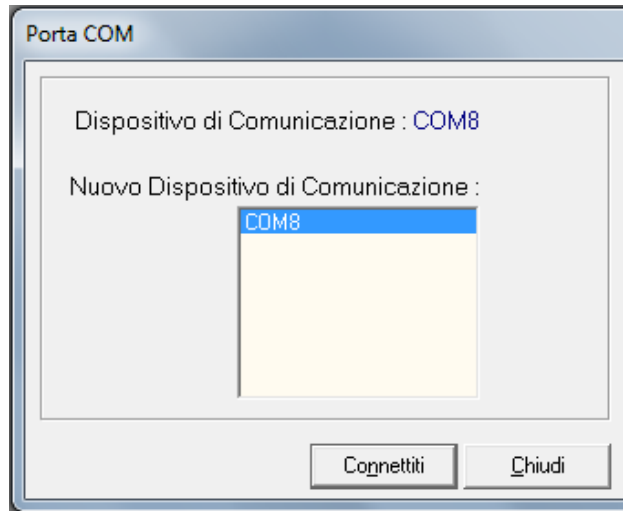 Porta COM
Dispositivo di Comunicazione : COM8
Nuovo Dispositivo di Comunicazione :
COM8
Connettiti Chiudi